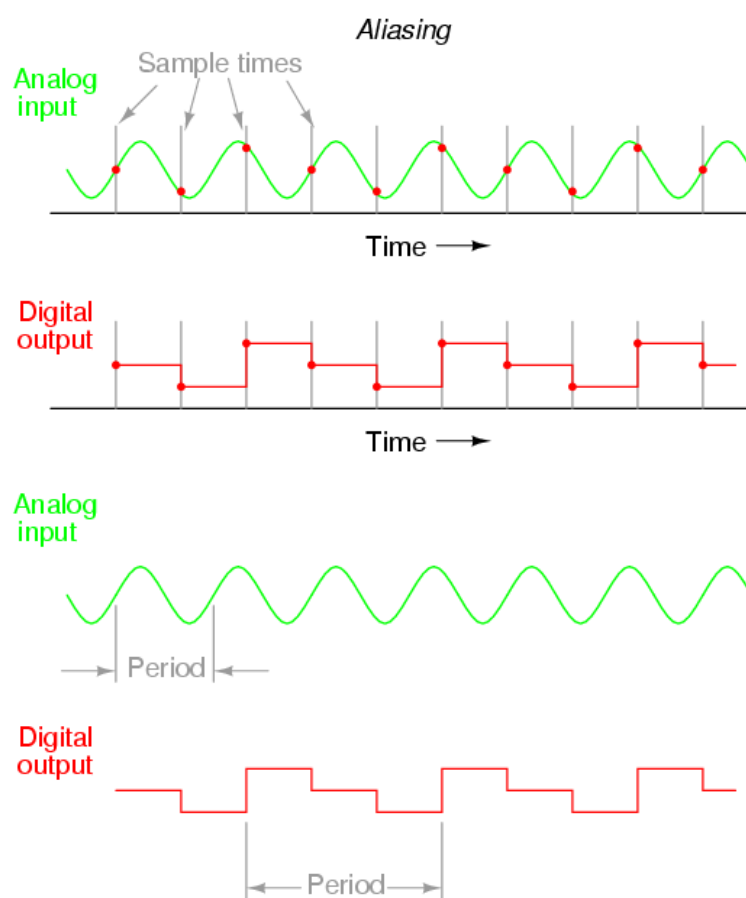 Aliasing
Sample times
Analog
input
Time
Digital
output
Time
Analog
input
Period
Digital
output
Period